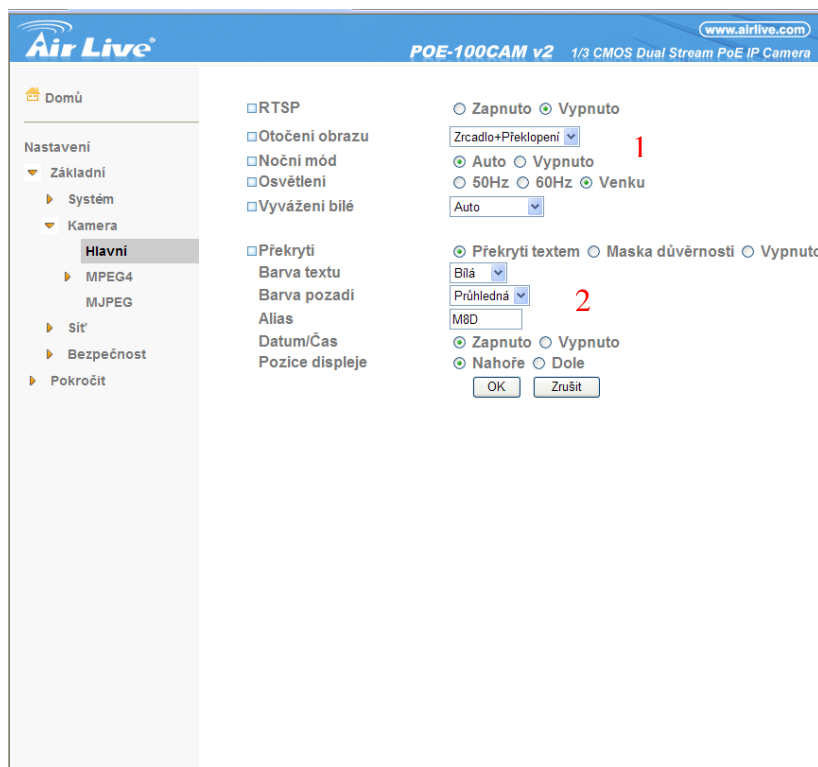 Air Live®
www.airlive.com
POE-100CAM v2 1/3 CMOS Dual Stream PoE IP Camera
Domů
Nastavení
Základní
Systém
Kamera
Hlavní
MPEG4
MJPEG
Síť
Bezpečnost
Pokročit
RTSP Zapnuto Vypnuto
Otočení obrazu Zrcadlo+Překlopení
1
Noční mód Auto Vypnuto
Osvětlení 50Hz 60Hz Venku
Vyvážení bílé Auto
Překrytí Překrytí textem Maska důvěrnosti Vypnuto
Barva textu Bílá
Barva pozadí Průhledná
2
Alias M8D
Datum/Čas Zapnuto Vypnuto
Pozice displeje Nahoře Dole
OK Zrušit